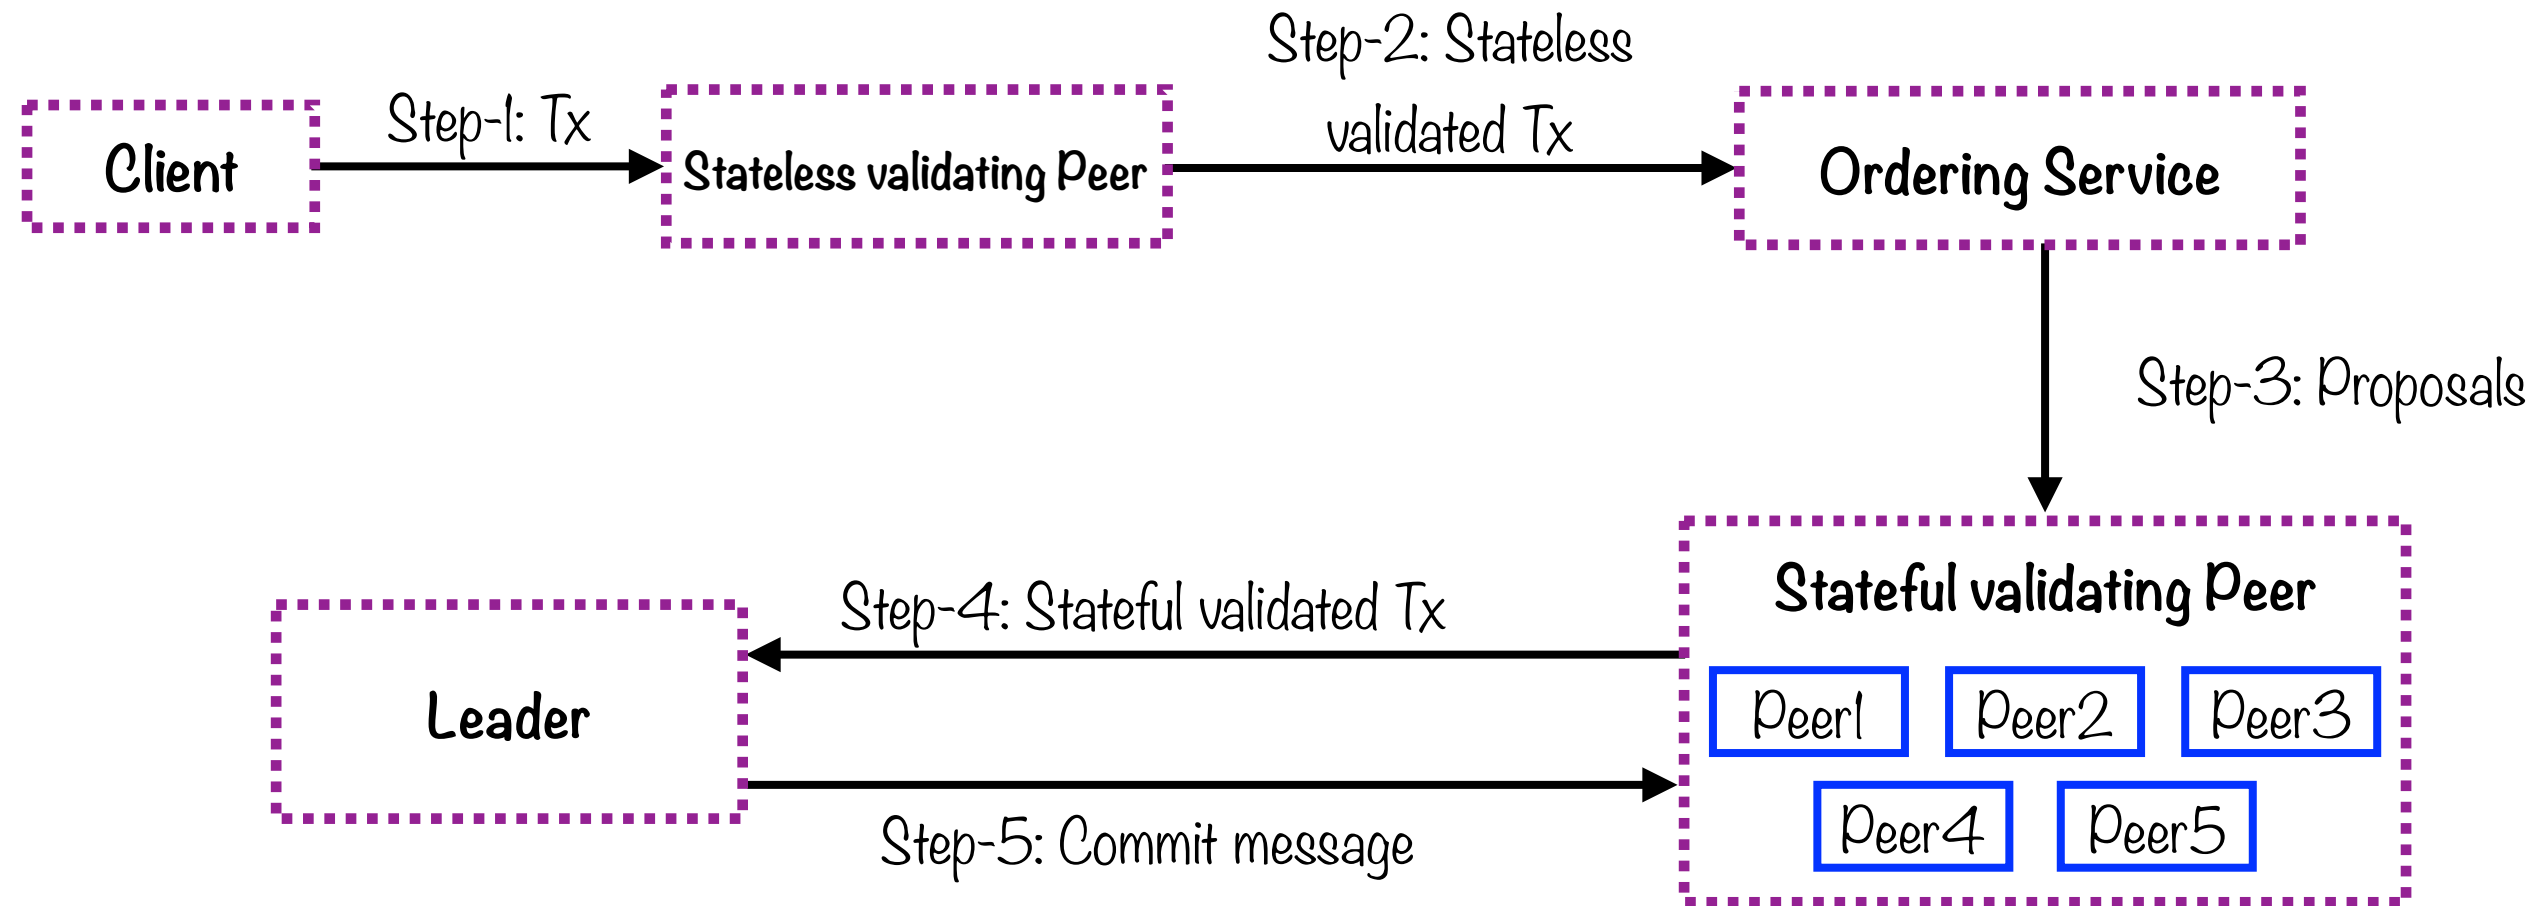 Client
Step-1: Tx
Stateless validating Peer
Step-2: Stateless
validated Tx
Ordering Service
Step-3: Proposals
Stateful validating Peer
Peer1
Peer2
Peer3
Peer4
Peer5
Step-4: Stateful validated Tx
Leader
Step-5: Commit message